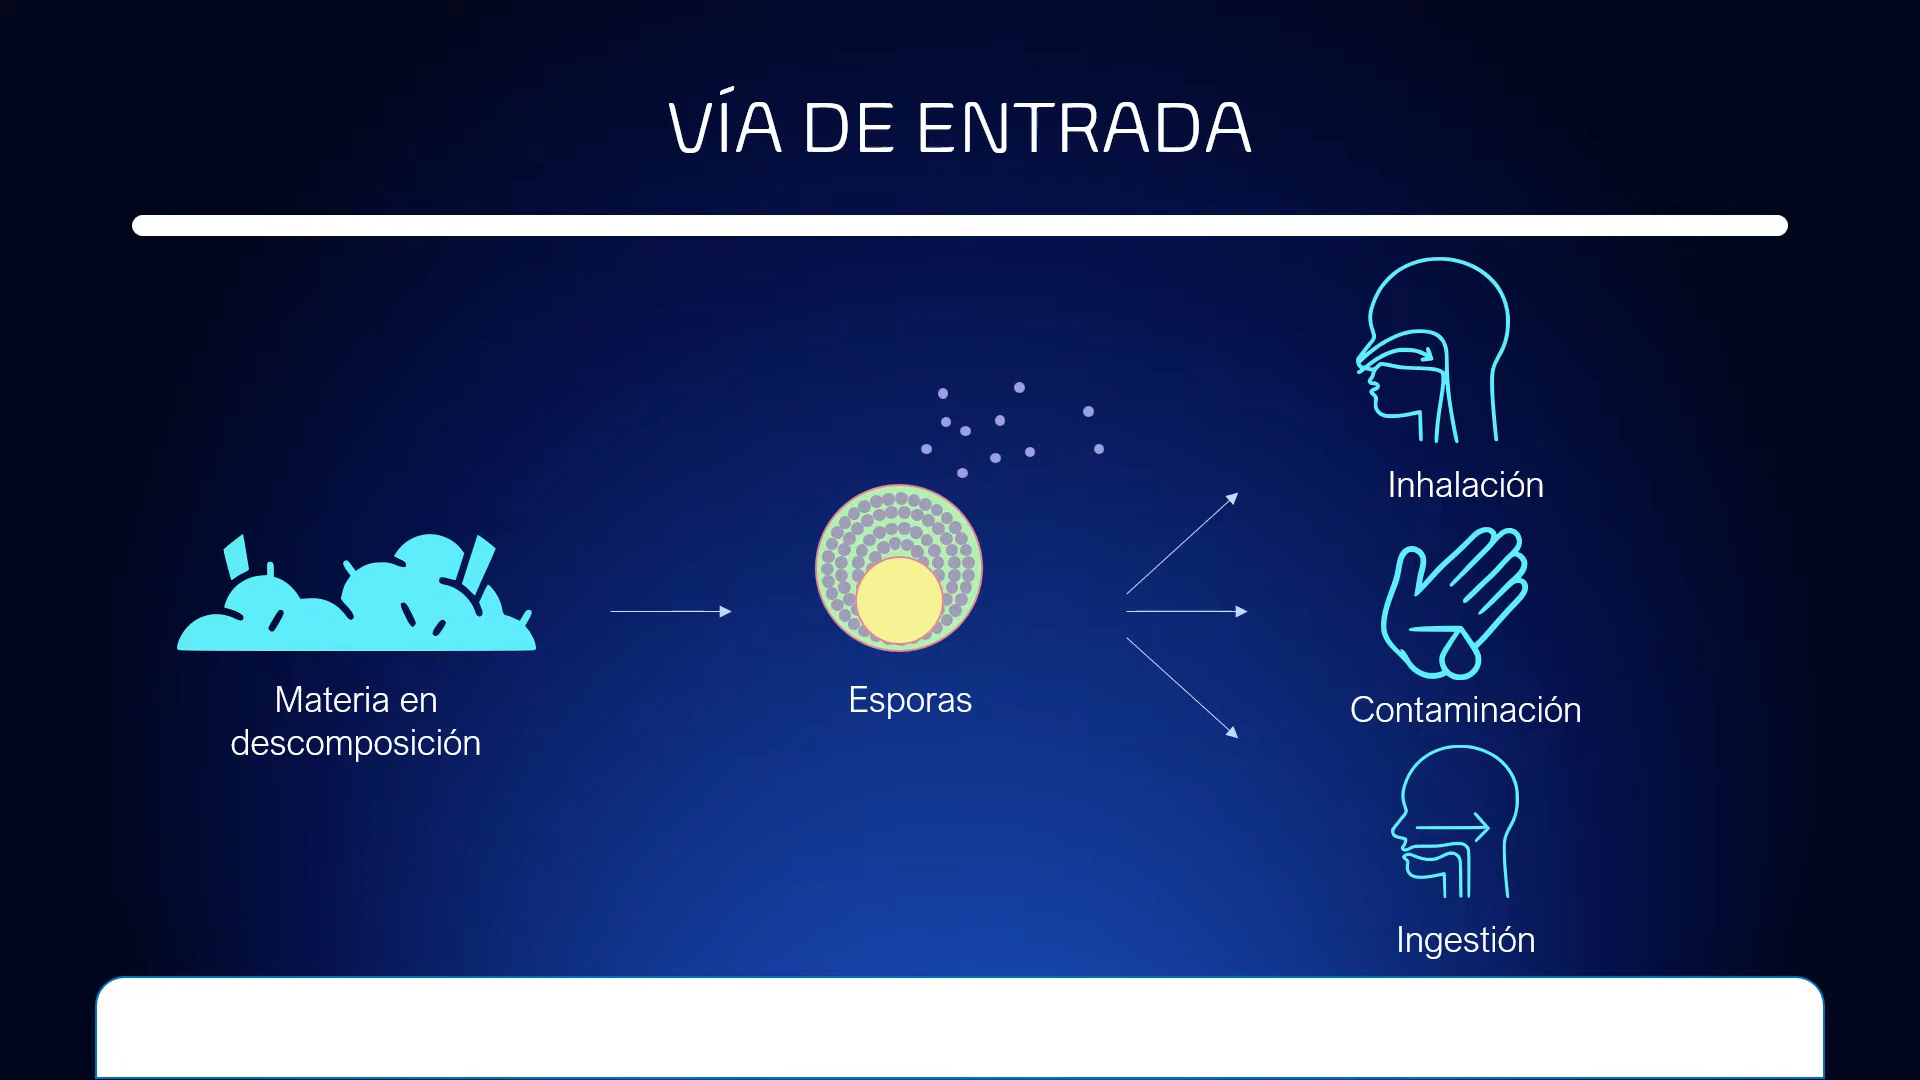 VÍA DE ENTRADA
Inhalación
Materia en
descomposición
Esporas
Contaminación
Ingestión